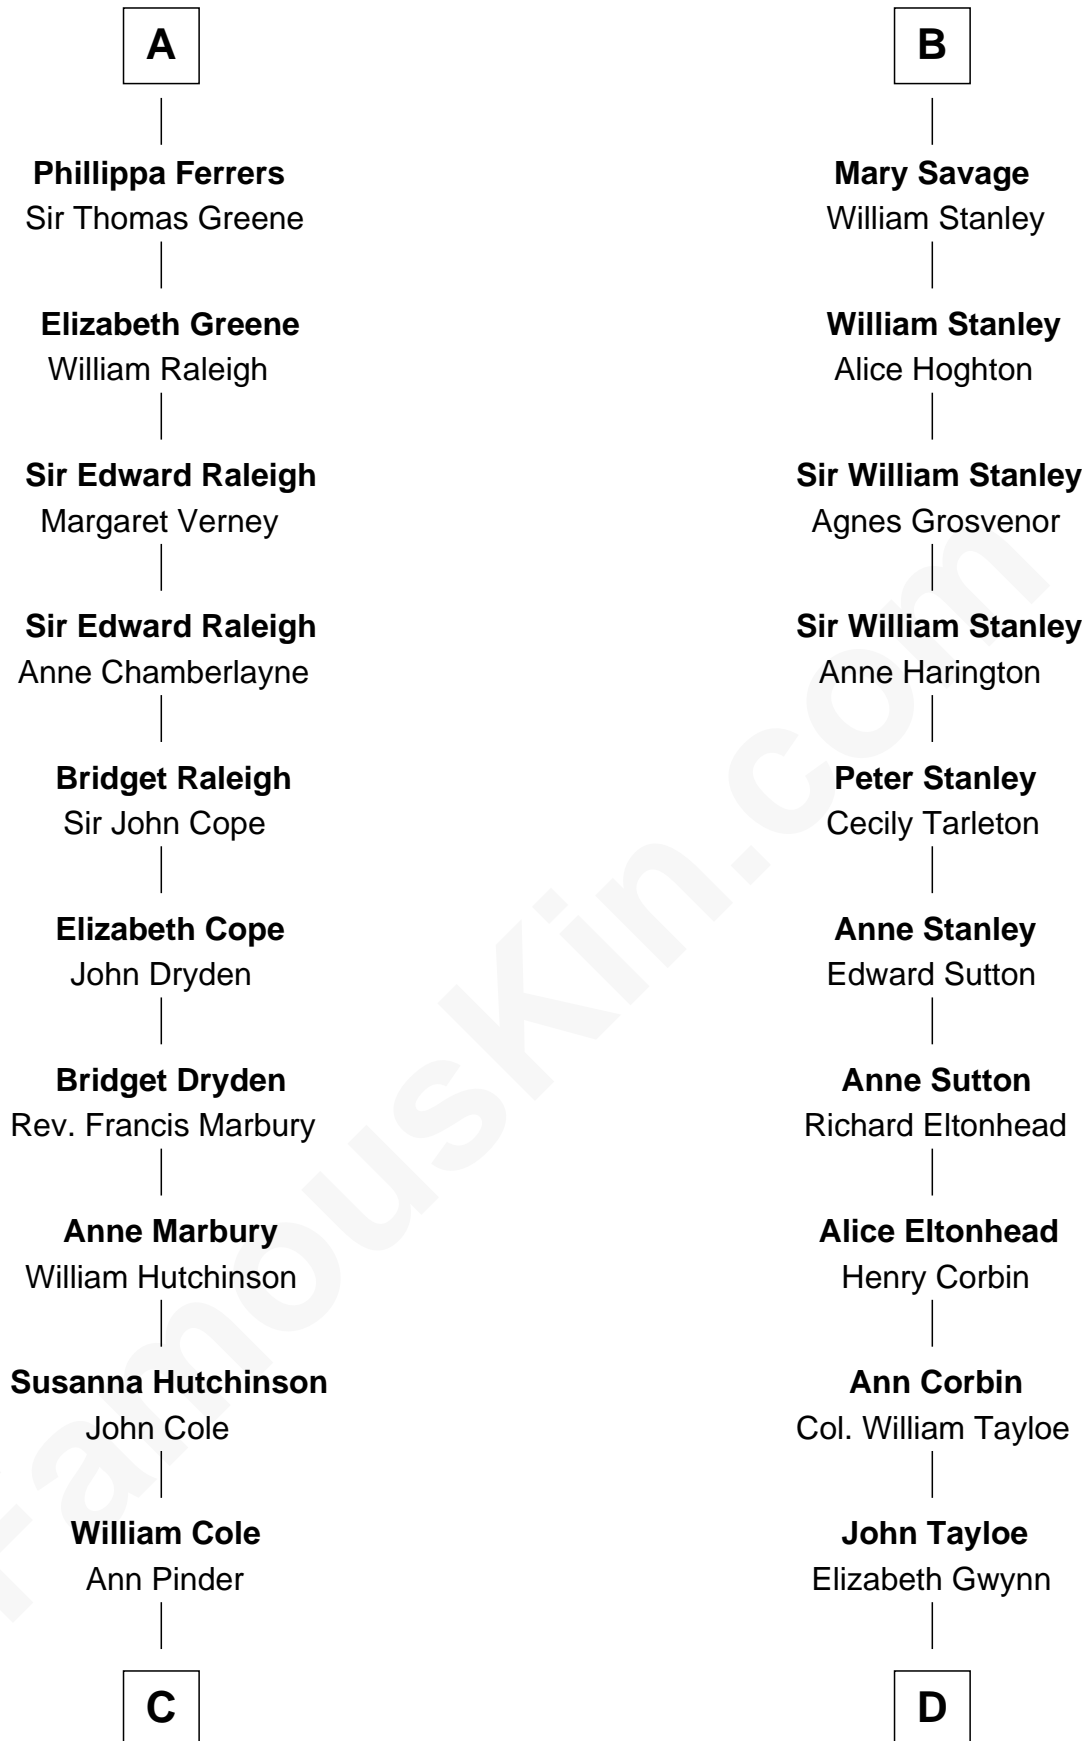 A
Phillippa Ferrers
Sir Thomas Greene
Elizabeth Greene
William Raleigh
Sir Edward Raleigh
Margaret Verney
Sir Edward Raleigh
Anne Chamberlayne
Bridget Raleigh
Sir John Cope
Elizabeth Cope
John Dryden
Bridget Dryden
Rev. Francis Marbury
Anne Marbury
William Hutchinson
Susanna Hutchinson
John Cole
William Cole
Ann Pinder
C
B
Mary Savage
William Stanley
William Stanley
Alice Hoghton
Sir William Stanley
Agnes Grosvenor
Sir William Stanley
Anne Harington
Peter Stanley
Cecily Tarleton
Anne Stanley
Edward Sutton
Anne Sutton
Richard Eltonhead
Alice Eltonhead
Henry Corbin
Ann Corbin
Col. William Tayloe
John Tayloe
Elizabeth Gwynn
D
FamousKin.com